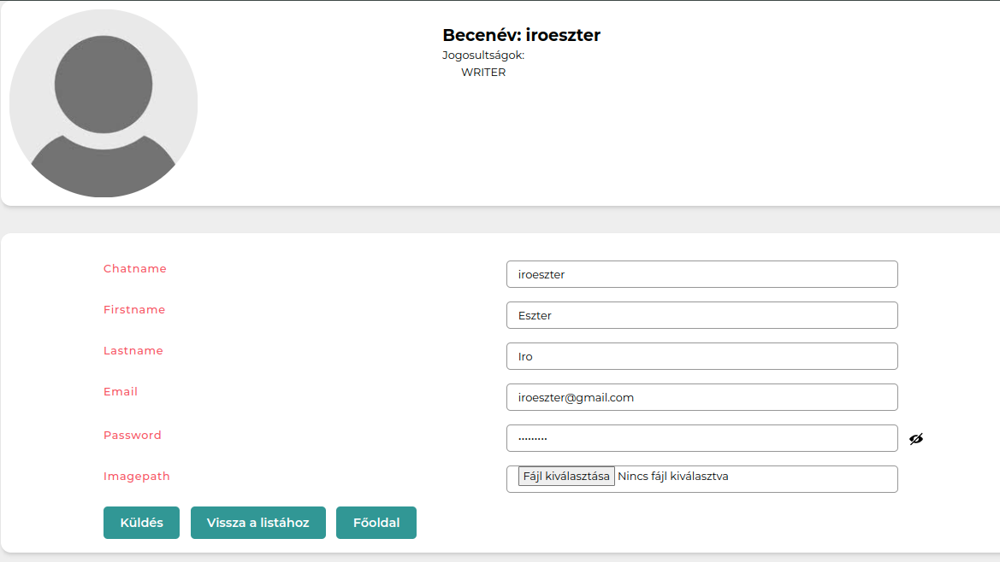 Becenév: iroeszter
Jogosultságok:
WRITER
Chatname
iroeszter
Firstname
Eszter
Lastname
Iro
Email
iroeszter@gmail.com
Password
·········
Imagepath
Fájl kiválasztása Nincs fájl kiválasztva
Küldés Vissza a listához Főoldal